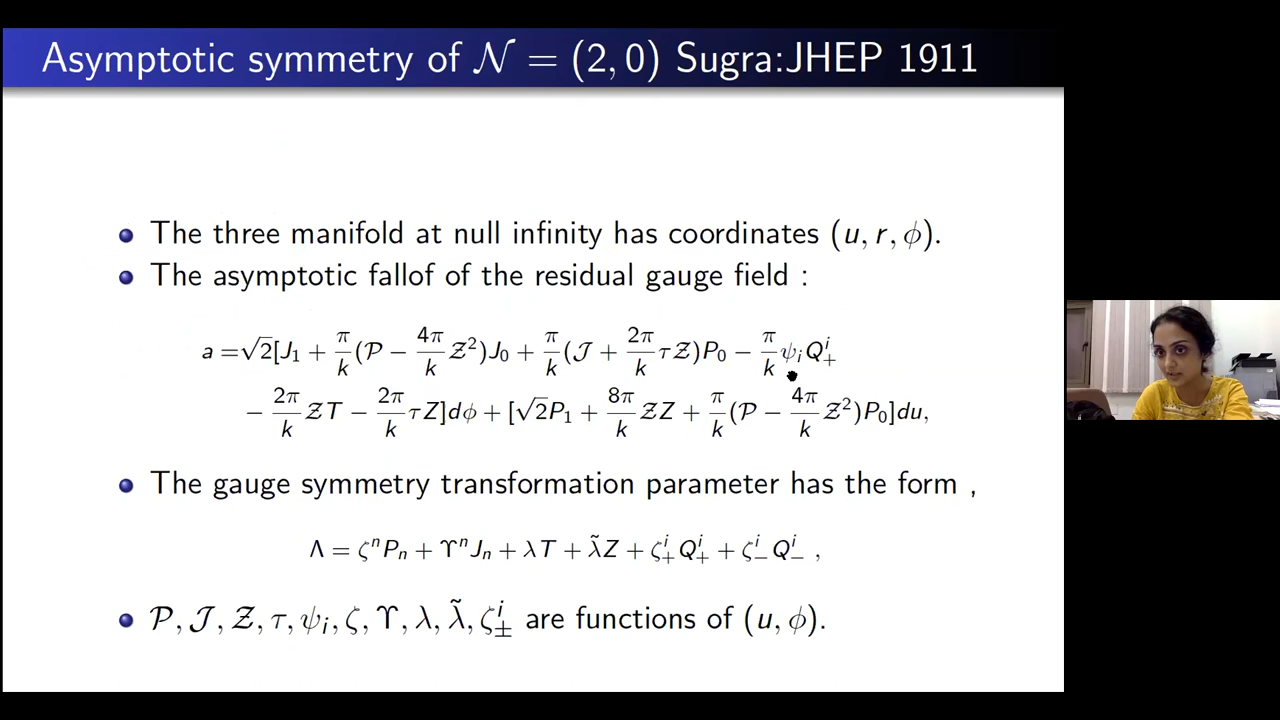 Asymptotic symmetry of 𝒩 = (2, 0) Sugra:JHEP 1911
The three manifold at null infinity has coordinates (u, r, ϕ).
The asymptotic fallof of the residual gauge field :
a =√2[J₁ + π/k(𝒫 − 4π/k 𝒵²)J₀ + π/k(𝒥 + 2π/k τ𝒵)P₀ − π/k ψᵢQ₊ⁱ
− 2π/k 𝒵T − 2π/k τZ]dϕ + [√2P₁ + 8π/k 𝒵Z + π/k(𝒫 − 4π/k 𝒵²)P₀]du,
The gauge symmetry transformation parameter has the form ,
Λ = ζⁿPₙ + ΥⁿJₙ + λT + λ̃Z + ζ₊ⁱQ₊ⁱ + ζ₋ⁱQ₋ⁱ ,
𝒫, 𝒥, 𝒵, τ, ψᵢ, ζ, Υ, λ, λ̃, ζ±ⁱ are functions of (u, ϕ).